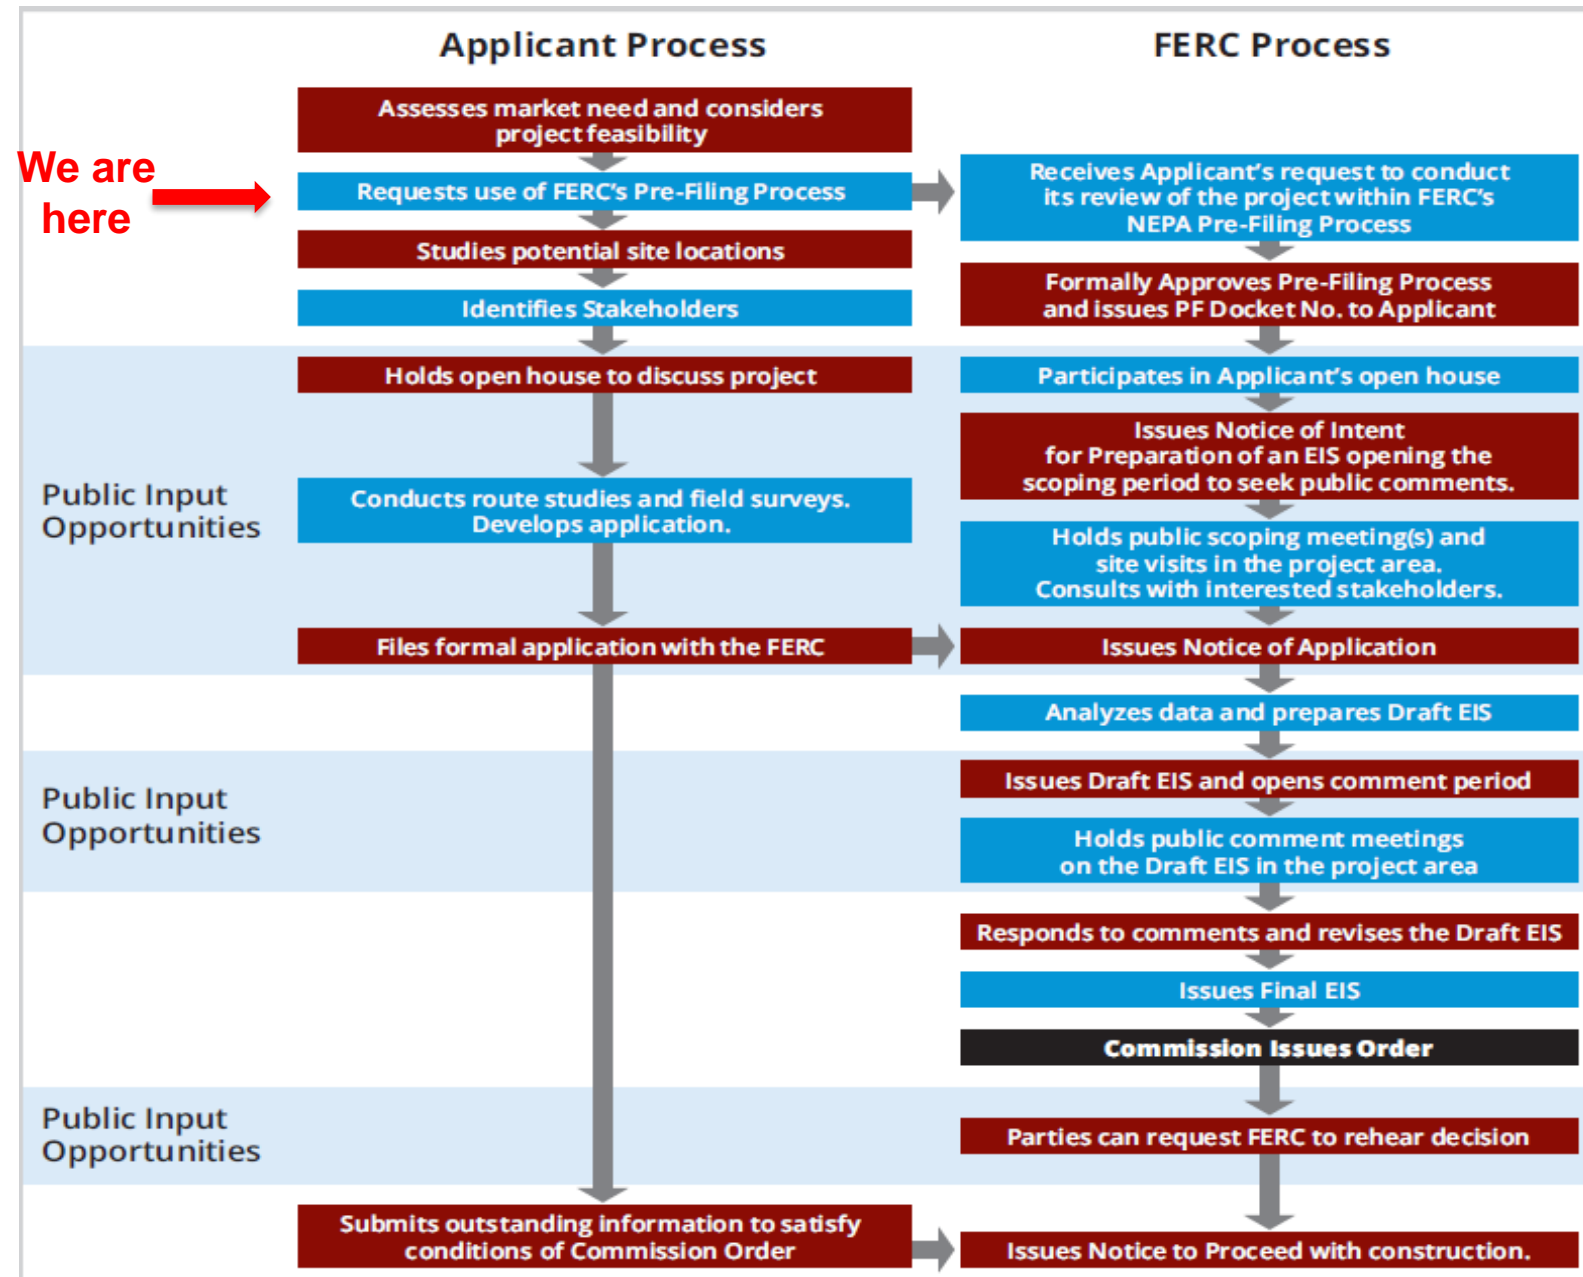 Applicant Process
FERC Process
We are
here
Assesses market need and considers
project feasibility
Requests use of FERC's Pre-Filing Process
Receives Applicant's request to conduct
its review of the project within FERC's
NEPA Pre-Filing Process
Studies potential site locations
Identifies Stakeholders
Formally Approves Pre-Filing Process
and issues PF Docket No. to Applicant
Public Input
Opportunities
Holds open house to discuss project
Participates in Applicant's open house
Issues Notice of Intent
for Preparation of an EIS opening the
scoping period to seek public comments.
Conducts route studies and field surveys.
Develops application.
Holds public scoping meeting(s) and
site visits in the project area.
Consults with interested stakeholders.
Files formal application with the FERC
Issues Notice of Application
Analyzes data and prepares Draft EIS
Public Input
Opportunities
Issues Draft EIS and opens comment period
Holds public comment meetings
on the Draft EIS in the project area
Responds to comments and revises the Draft EIS
Issues Final EIS
Commission Issues Order
Public Input
Opportunities
Parties can request FERC to rehear decision
Submits outstanding information to satisfy
conditions of Commission Order
Issues Notice to Proceed with construction.